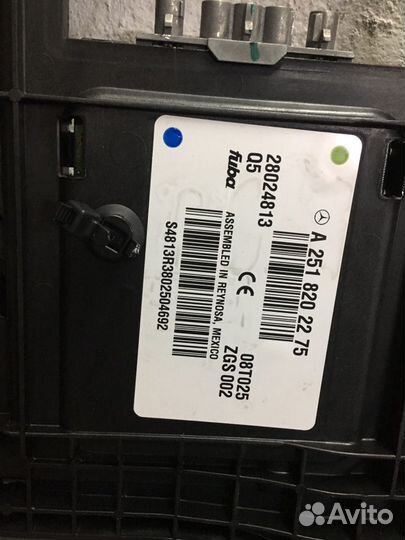 A 251 820 22 75
28024813
Q5
08T025
ZGS 002
fuba
CE
ASSEMBLED IN REYNOSA, MEXICO
S4813R3802504692
Avito